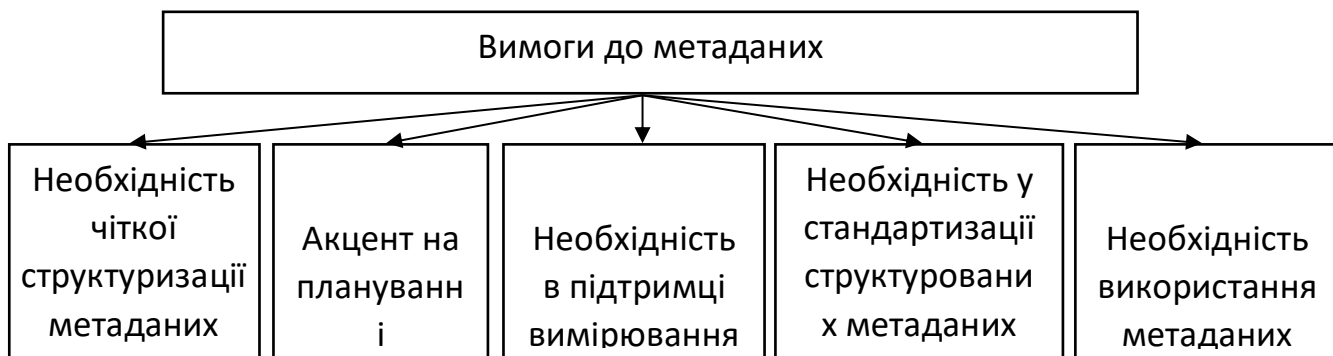 Вимоги до метаданих
Необхідність
чіткої
структуризації
метаданих
Акцент на
плануванн
і
Необхідність
в підтримці
вимірювання
Необхідність у
стандартизації
структуровани
х метаданих
Необхідність
використання
метаданих